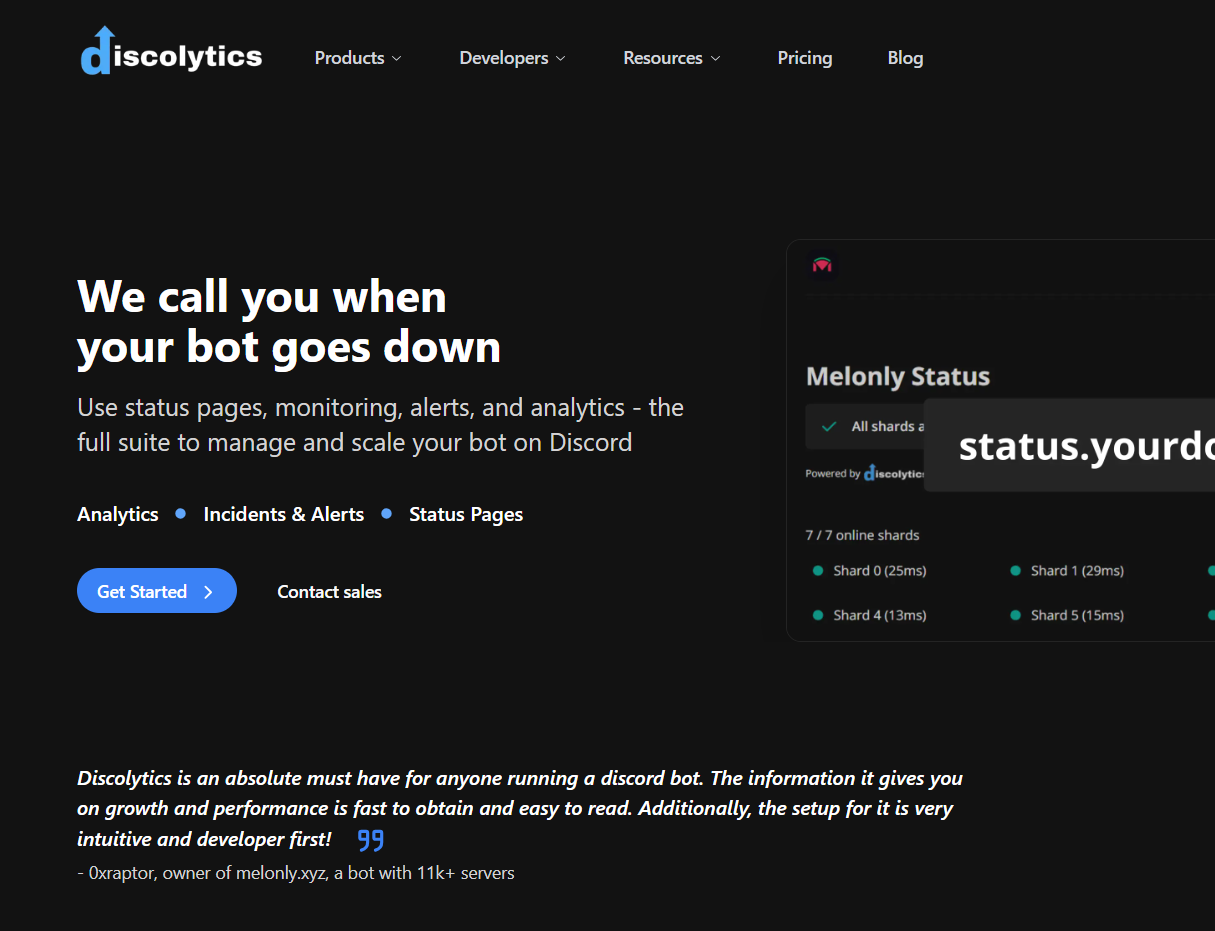 discolytics
Products
Developers
Resources
Pricing
Blog
We call you when
your bot goes down
Use status pages, monitoring, alerts, and analytics - the
full suite to manage and scale your bot on Discord
Analytics
Incidents & Alerts
Status Pages
Get Started
Contact sales
Melonly Status
All shards
status.
Powered by discolytics
7 / 7 online shards
Shard 0 (25ms)
Shard 1 (29ms)
Shard 4 (13ms)
Shard 5 (15ms)
Discolytics is an absolute must have for anyone running a discord bot. The information it gives you
on growth and performance is fast to obtain and easy to read. Additionally, the setup for it is very
intuitive and developer first!
- 0xraptor, owner of melonly.xyz, a bot with 11k+ servers